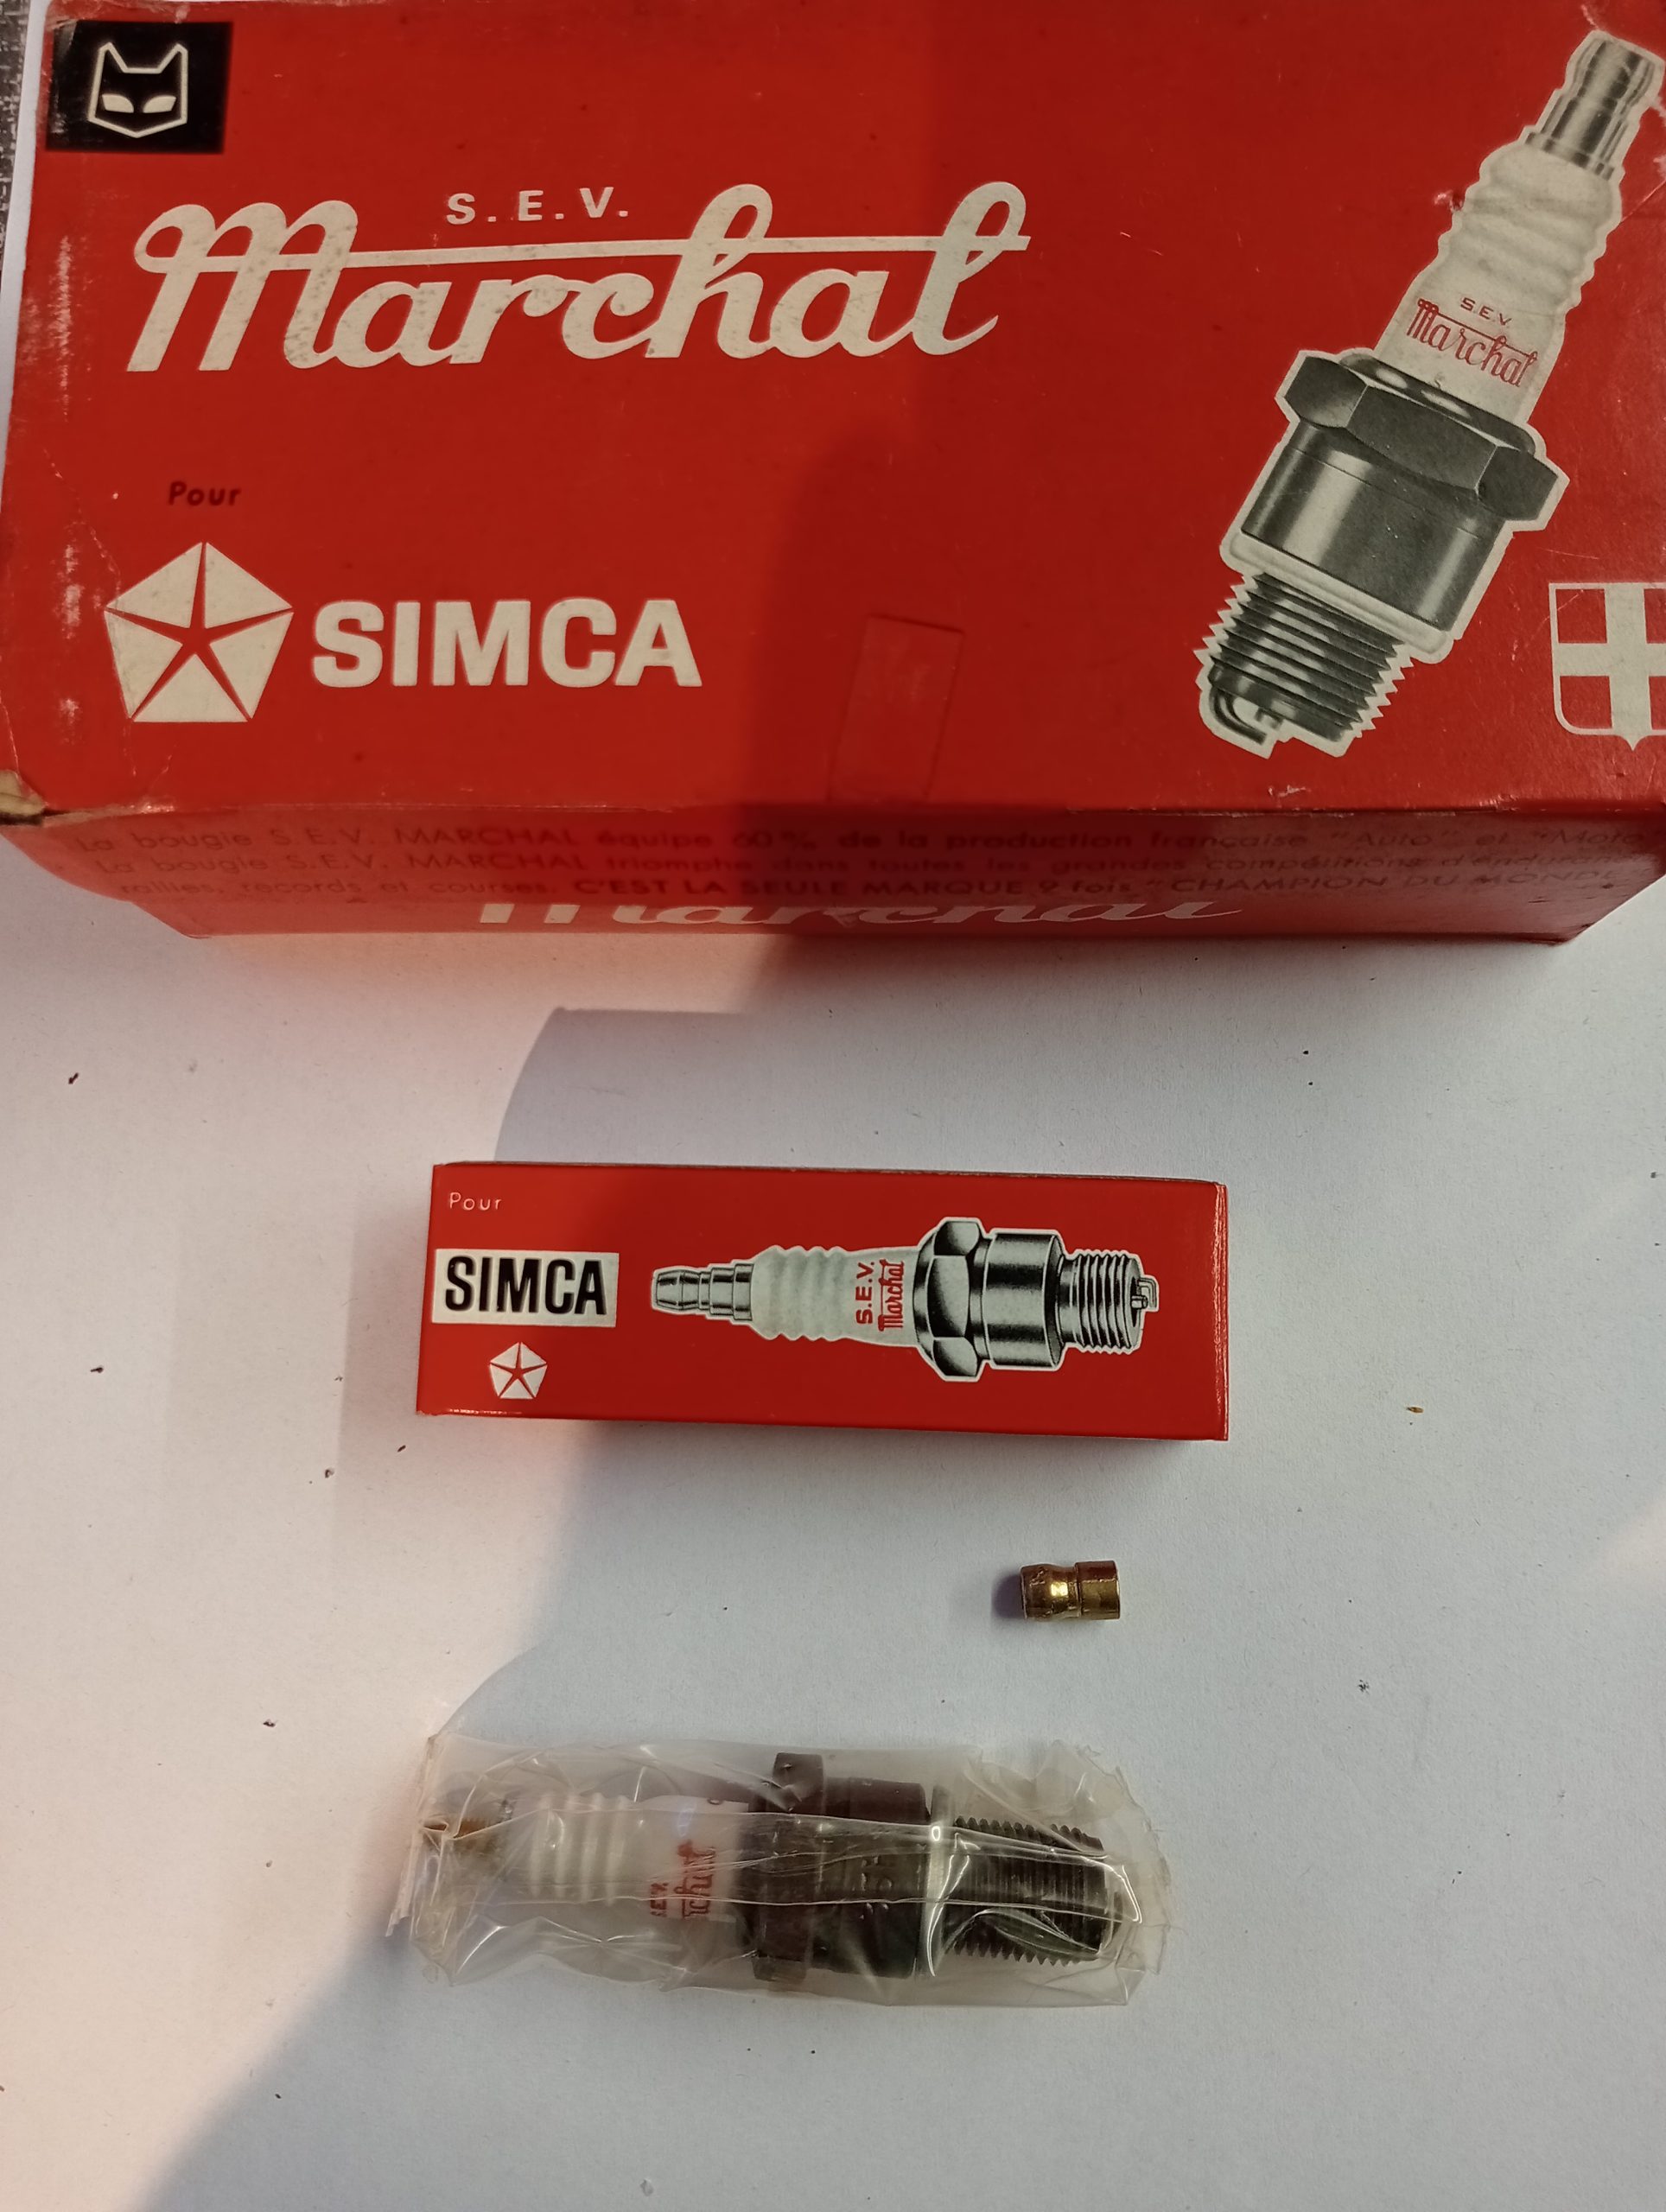 S.E.V.
Marchal
S.E.V.
Marchal
Pour
SIMCA
La bougie S.E.V. MARCHAL équipe 60% de la production française "Auto" et "Moto"
La bougie S.E.V. MARCHAL triomphe dans toutes les grandes compétitions
rallies, records et courses. C'EST LA SEULE MARQUE 9 fois "CHAMPION DU MONDE"
Marchal
Pour
SIMCA
S.E.V.
Marchal